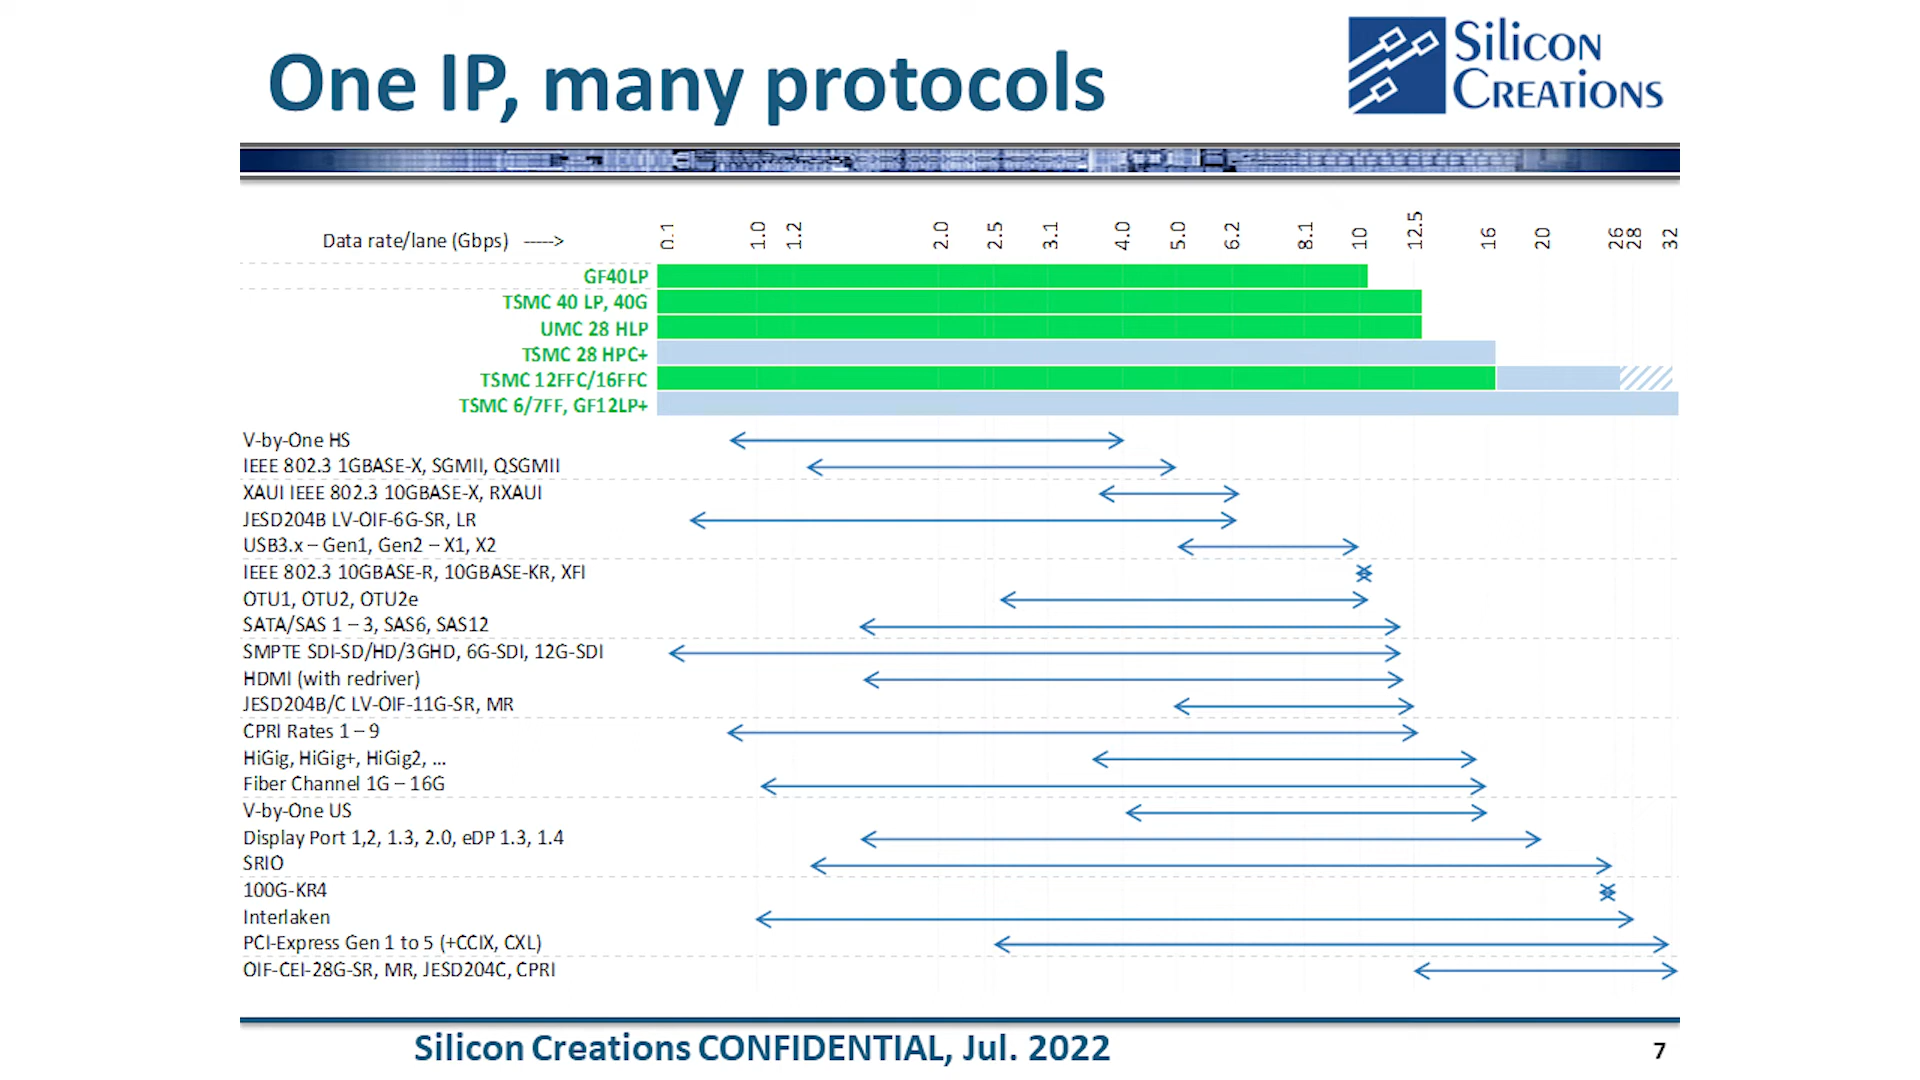 One IP, many protocols
Silicon
Creations
Data rate/lane (Gbps) ----->
0.1
1.0
1.2
2.0
2.5
3.1
4.0
5.0
6.2
8.1
10
12.5
16
20
26
28
32
GF40LP
TSMC 40 LP, 40G
UMC 28 HLP
TSMC 28 HPC+
TSMC 12FFC/16FFC
TSMC 6/7FF, GF12LP+
V-by-One HS
IEEE 802.3 1GBASE-X, SGMII, QSGMII
XAUI IEEE 802.3 10GBASE-X, RXAUI
JESD204B LV-OIF-6G-SR, LR
USB3.x – Gen1, Gen2 – X1, X2
IEEE 802.3 10GBASE-R, 10GBASE-KR, XFI
OTU1, OTU2, OTU2e
SATA/SAS 1 – 3, SAS6, SAS12
SMPTE SDI-SD/HD/3GHD, 6G-SDI, 12G-SDI
HDMI (with redriver)
JESD204B/C LV-OIF-11G-SR, MR
CPRI Rates 1 – 9
HiGig, HiGig+, HiGig2, ...
Fiber Channel 1G – 16G
V-by-One US
Display Port 1,2, 1.3, 2.0, eDP 1.3, 1.4
SRIO
100G-KR4
Interlaken
PCI-Express Gen 1 to 5 (+CCIX, CXL)
OIF-CEI-28G-SR, MR, JESD204C, CPRI
Silicon Creations CONFIDENTIAL, Jul. 2022
7